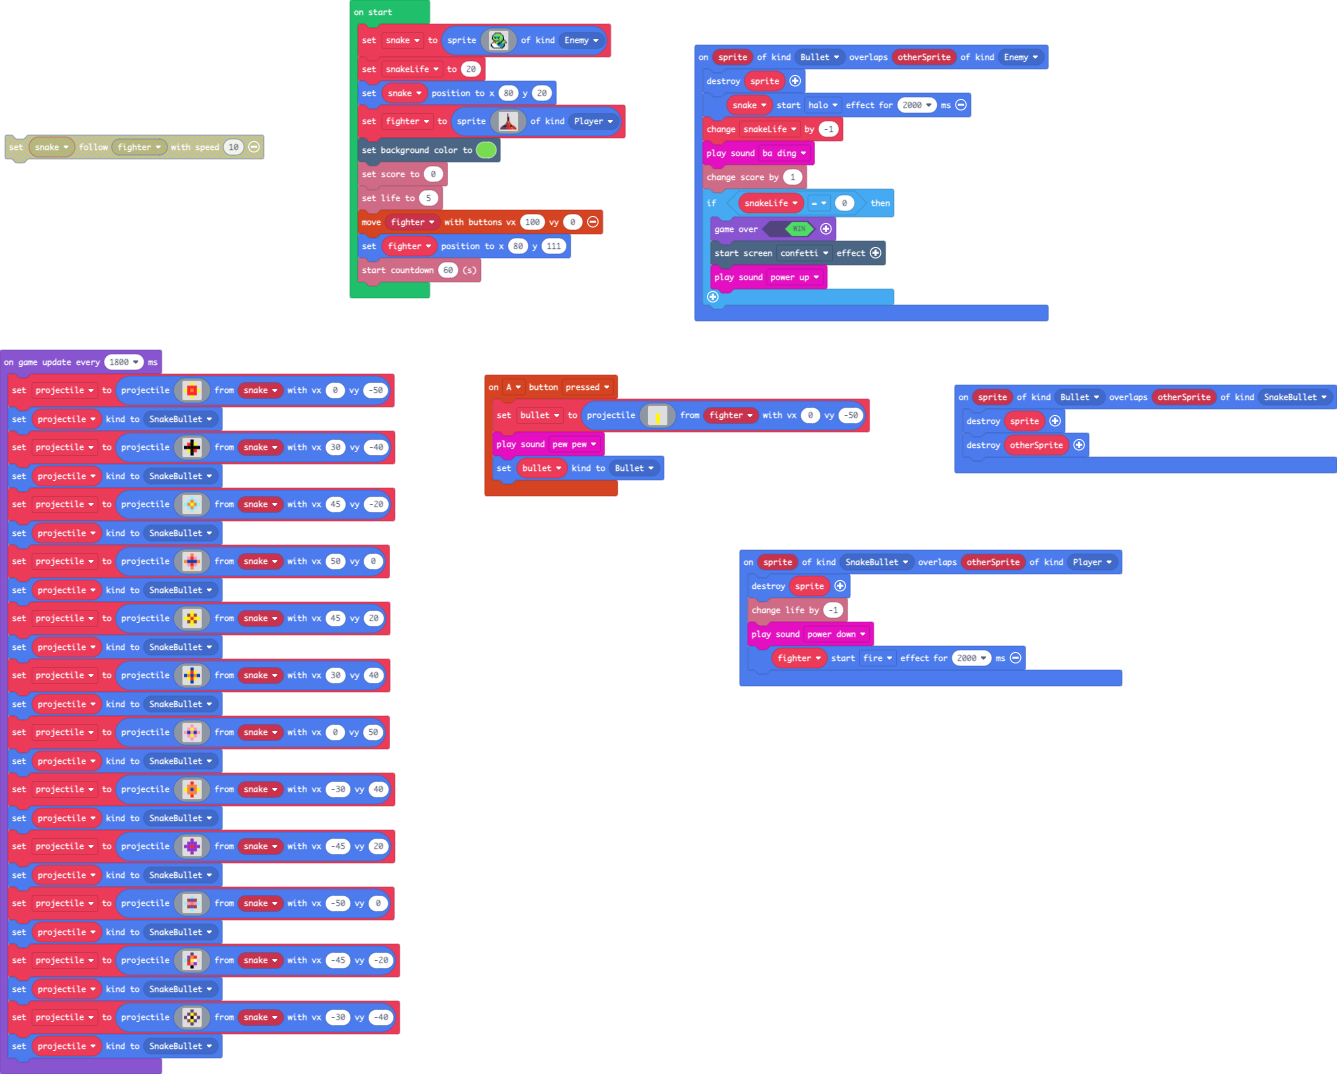 on start
set snake to sprite of kind Enemy
set snakeLife to 20
set snake position to x 80 y 20
set fighter to sprite of kind Player
set background color to
set score to 0
set life to 5
move fighter with buttons vx 100 vy 0
set fighter position to x 80 y 111
start countdown 60 (s)
set snake follow fighter with speed 10
on sprite of kind Bullet overlaps otherSprite of kind Enemy
destroy sprite
snake start halo effect for 2000 ms
change snakeLife by -1
play sound ba ding
change score by 1
if snakeLife = 0 then
game over WIN
start screen confetti effect
play sound power up
on game update every 1800 ms
set projectile to projectile from snake with vx 0 vy -50
set projectile kind to SnakeBullet
set projectile to projectile from snake with vx 30 vy -40
set projectile kind to SnakeBullet
set projectile to projectile from snake with vx 45 vy -20
set projectile kind to SnakeBullet
set projectile to projectile from snake with vx 50 vy 0
set projectile kind to SnakeBullet
set projectile to projectile from snake with vx 45 vy 20
set projectile kind to SnakeBullet
set projectile to projectile from snake with vx 30 vy 40
set projectile kind to SnakeBullet
set projectile to projectile from snake with vx 0 vy 50
set projectile kind to SnakeBullet
set projectile to projectile from snake with vx -30 vy 40
set projectile kind to SnakeBullet
set projectile to projectile from snake with vx -45 vy 20
set projectile kind to SnakeBullet
set projectile to projectile from snake with vx -50 vy 0
set projectile kind to SnakeBullet
set projectile to projectile from snake with vx -45 vy -20
set projectile kind to SnakeBullet
set projectile to projectile from snake with vx -30 vy -40
set projectile kind to SnakeBullet
on A button pressed
set bullet to projectile from fighter with vx 0 vy -50
play sound pew pew
set bullet kind to Bullet
on sprite of kind Bullet overlaps otherSprite of kind SnakeBullet
destroy sprite
destroy otherSprite
on sprite of kind SnakeBullet overlaps otherSprite of kind Player
destroy sprite
change life by -1
play sound power down
fighter start fire effect for 2000 ms